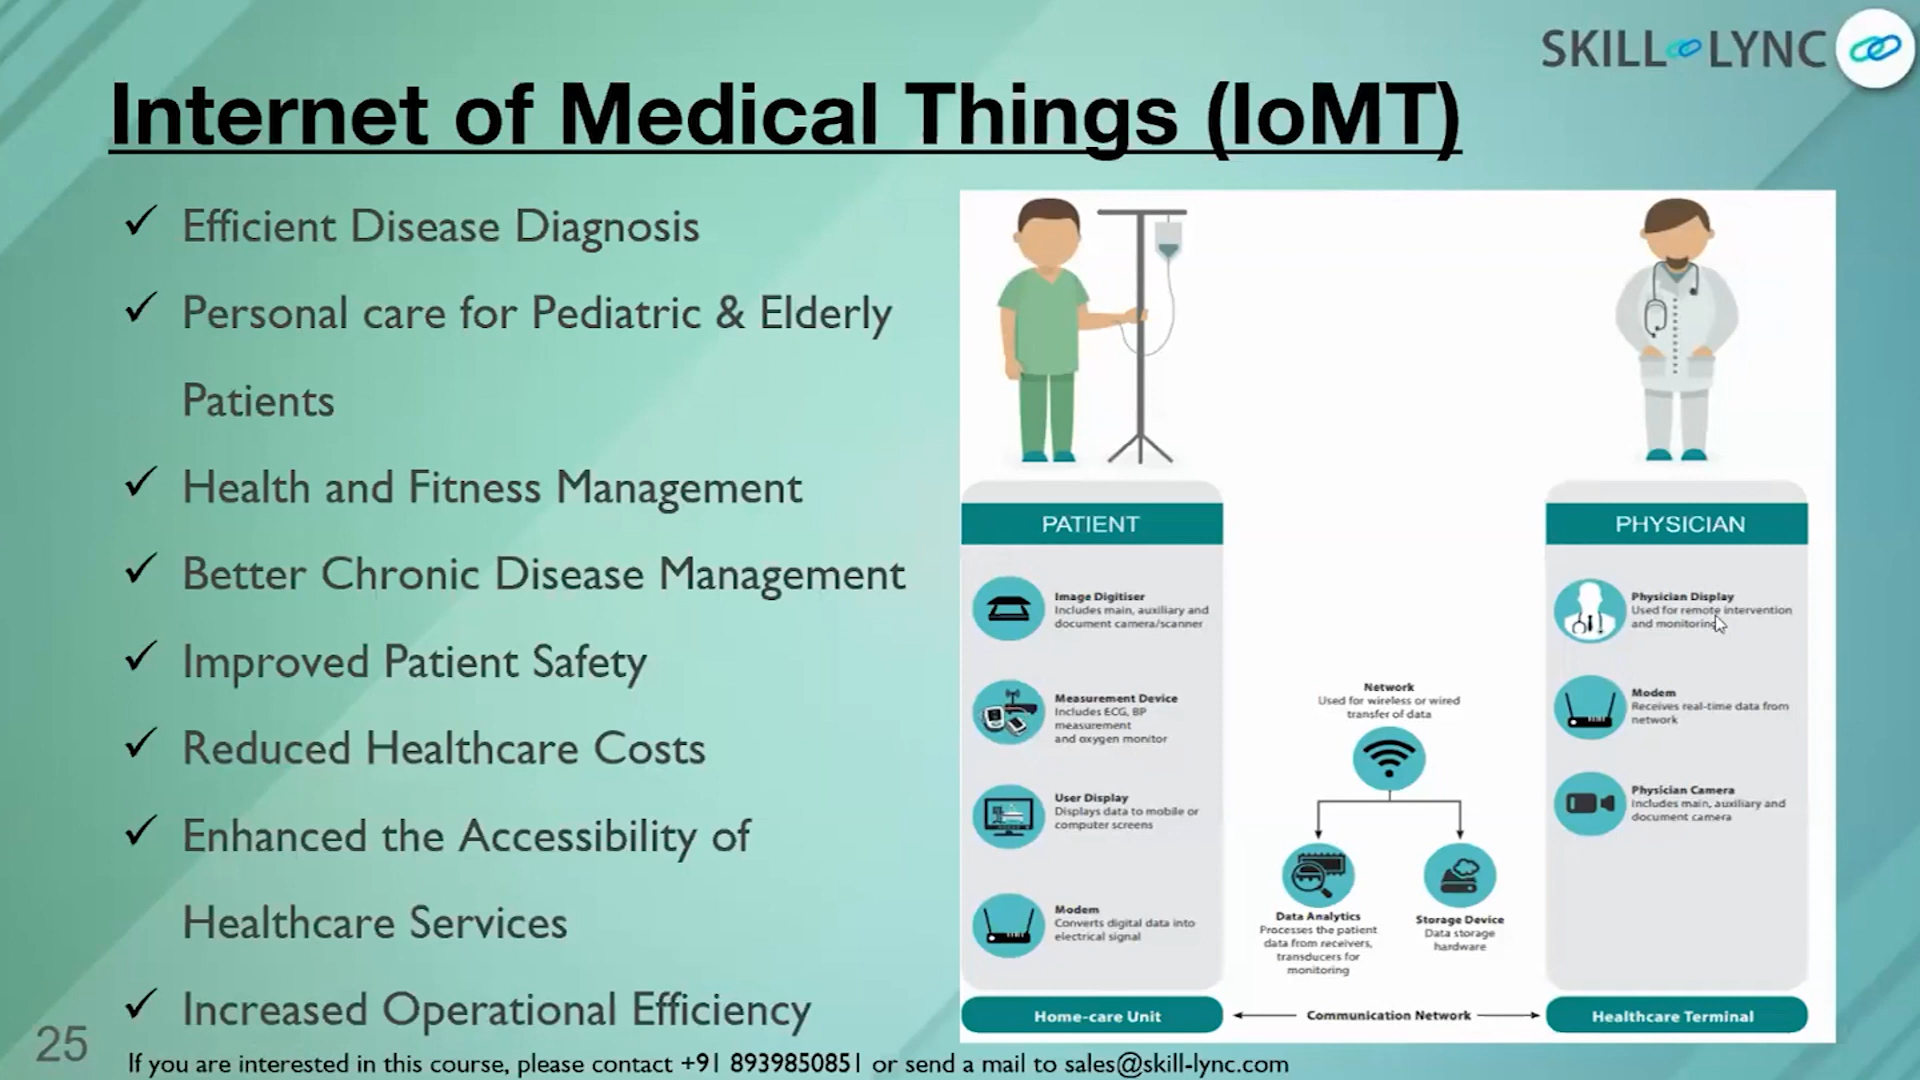 SKILL LYNC
Internet of Medical Things (IoMT)
✓ Efficient Disease Diagnosis
✓ Personal care for Pediatric & Elderly
Patients
✓ Health and Fitness Management
✓ Better Chronic Disease Management
✓ Improved Patient Safety
✓ Reduced Healthcare Costs
✓ Enhanced the Accessibility of
Healthcare Services
✓ Increased Operational Efficiency
PATIENT
Image Digitiser
Includes main, auxiliary and
document camera/scanner
Measurement Device
Includes ECG, BP
measurement
and oxygen monitor
User Display
Displays data to mobile or
computer screens
Modem
Converts digital data into
electrical signal
Home-care Unit
Network
Used for wireless or wired
transfer of data
Data Analytics
Processes the patient
data from receivers,
transducers for
monitoring
Storage Device
Data storage
hardware
Communication Network
PHYSICIAN
Physician Display
Used for remote intervention
and monitoring
Modem
Receives real-time data from
network
Physician Camera
Includes main, auxiliary and
document camera
Healthcare Terminal
25
If you are interested in this course, please contact +91 8939850851 or send a mail to sales@skill-lync.com